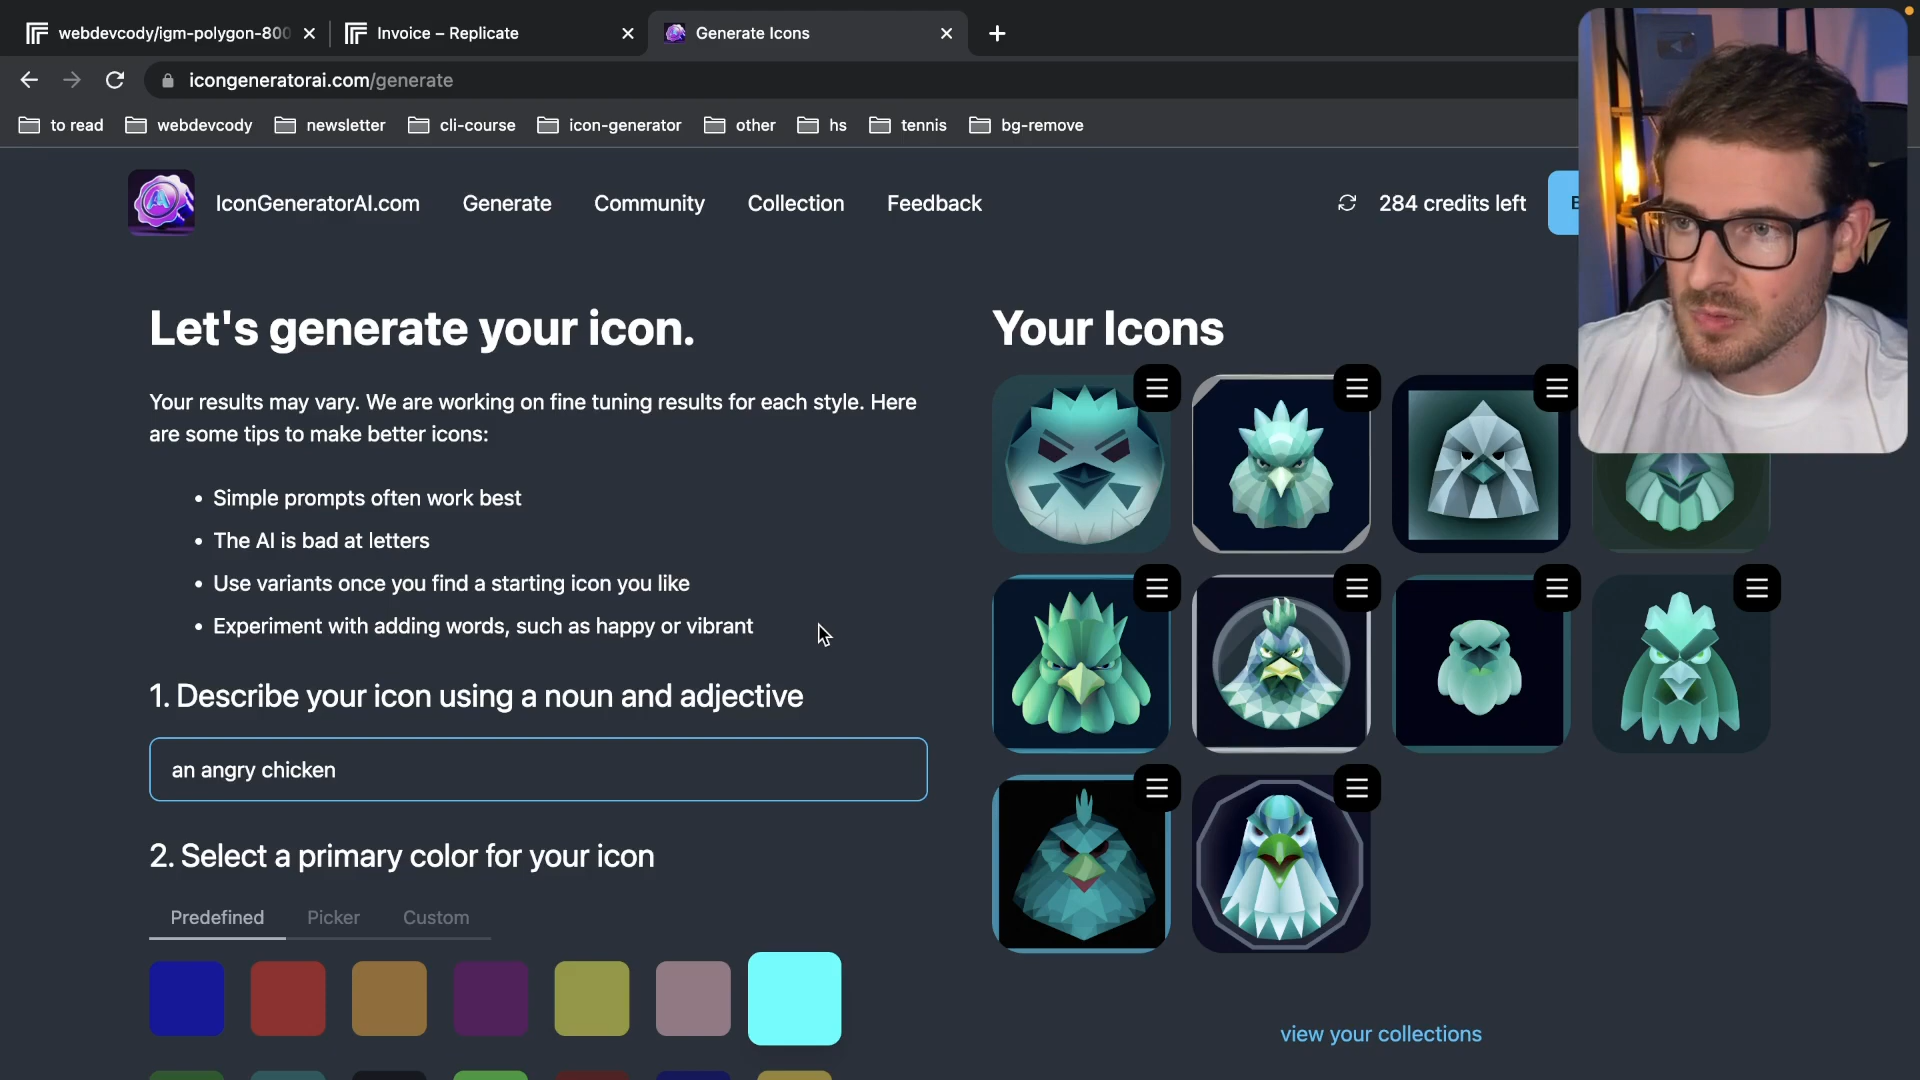 webdevcody/igm-polygon-800
Invoice – Replicate
Generate Icons
icongeneratorai.com/generate
to read
webdevcody
newsletter
cli-course
icon-generator
other
hs
tennis
bg-remove
IconGeneratorAI.com
Generate
Community
Collection
Feedback
284 credits left
Let's generate your icon.
Your results may vary. We are working on fine tuning results for each style. Here
are some tips to make better icons:
• Simple prompts often work best
• The AI is bad at letters
• Use variants once you find a starting icon you like
• Experiment with adding words, such as happy or vibrant
1. Describe your icon using a noun and adjective
an angry chicken
2. Select a primary color for your icon
Predefined
Picker
Custom
Your Icons
view your collections